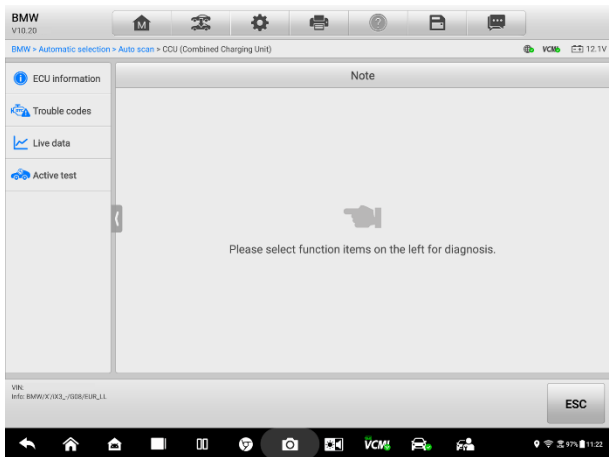 BMW
V10.20
M
?
BMW > Automatic selection > Auto scan > CCU (Combined Charging Unit)
VCMI 12.1V
i ECU information
Note
Trouble codes
Live data
Active test
Please select function items on the left for diagnosis.
VIN:
Info: BMW/X'/iX3_-/G08/EUR_LL
ESC
VCMI
97% 11:22